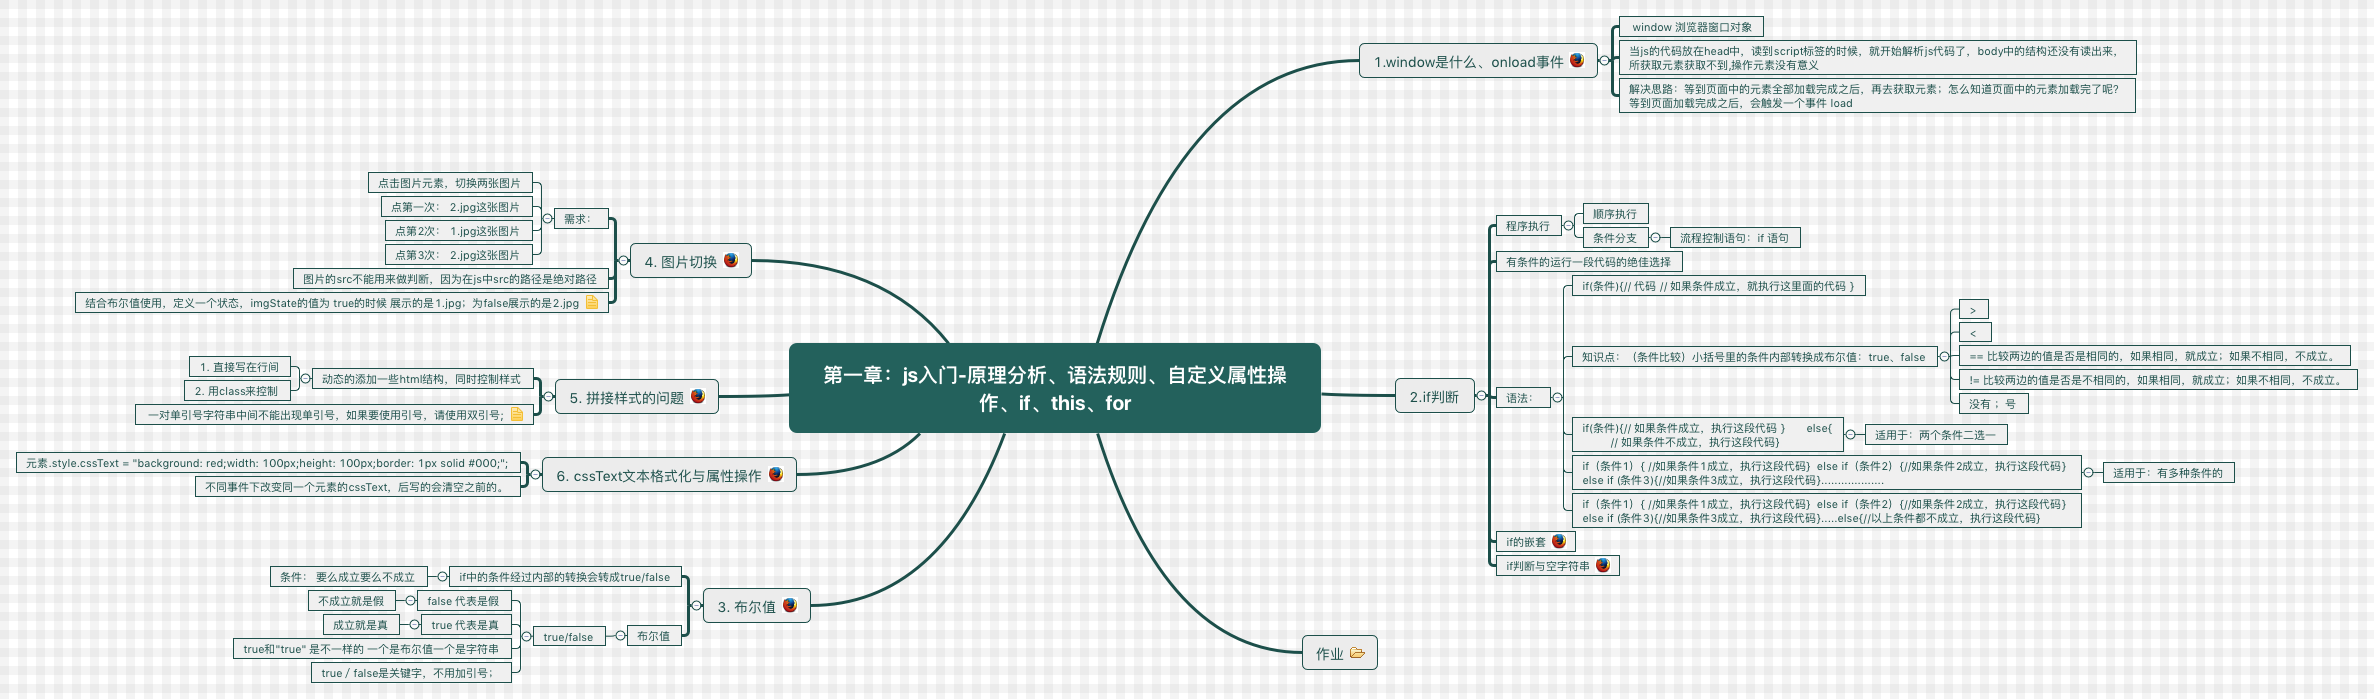 第一章：js入门-原理分析、语法规则、自定义属性操
作、if、this、for
1.window是什么、onload事件
window 浏览器窗口对象
当js的代码放在head中，读到script标签的时候，就开始解析js代码了，body中的结构还没有读出来，
所获取元素获取不到,操作元素没有意义
解决思路：等到页面中的元素全部加载完成之后，再去获取元素；怎么知道页面中的元素加载完了呢?
等到页面加载完成之后，会触发一个事件 load
2.if判断
程序执行
顺序执行
条件分支
流程控制语句：if 语句
有条件的运行一段代码的绝佳选择
语法：
if(条件){// 代码 // 如果条件成立，就执行这里面的代码 }
知识点：（条件比较）小括号里的条件内部转换成布尔值：true、false
>
<
== 比较两边的值是否是相同的，如果相同，就成立；如果不相同，不成立。
!= 比较两边的值是否是不相同的，如果相同，就成立；如果不相同，不成立。
没有 ；号
if(条件){// 如果条件成立，执行这段代码 } else{
// 如果条件不成立，执行这段代码}
适用于：两个条件二选一
if（条件1）{ //如果条件1成立，执行这段代码} else if（条件2）{//如果条件2成立，执行这段代码}
else if (条件3){//如果条件3成立，执行这段代码}...................
适用于：有多种条件的
if（条件1）{ //如果条件1成立，执行这段代码} else if（条件2）{//如果条件2成立，执行这段代码}
else if (条件3){//如果条件3成立，执行这段代码}.....else{//以上条件都不成立，执行这段代码}
if的嵌套
if判断与空字符串
3. 布尔值
if中的条件经过内部的转换会转成true/false
条件： 要么成立要么不成立
布尔值
true/false
false 代表是假
不成立就是假
true 代表是真
成立就是真
true和"true" 是不一样的 一个是布尔值一个是字符串
true / false是关键字，不用加引号；
4. 图片切换
需求：
点击图片元素，切换两张图片
点第一次： 2.jpg这张图片
点第2次： 1.jpg这张图片
点第3次： 2.jpg这张图片
图片的src不能用来做判断，因为在js中src的路径是绝对路径
结合布尔值使用，定义一个状态，imgState的值为 true的时候 展示的是1.jpg；为false展示的是2.jpg
5. 拼接样式的问题
动态的添加一些html结构，同时控制样式
1. 直接写在行间
2. 用class来控制
一对单引号字符串中间不能出现单引号，如果要使用引号，请使用双引号;
6. cssText文本格式化与属性操作
元素.style.cssText = "background: red;width: 100px;height: 100px;border: 1px solid #000;";
不同事件下改变同一个元素的cssText，后写的会清空之前的。
作业